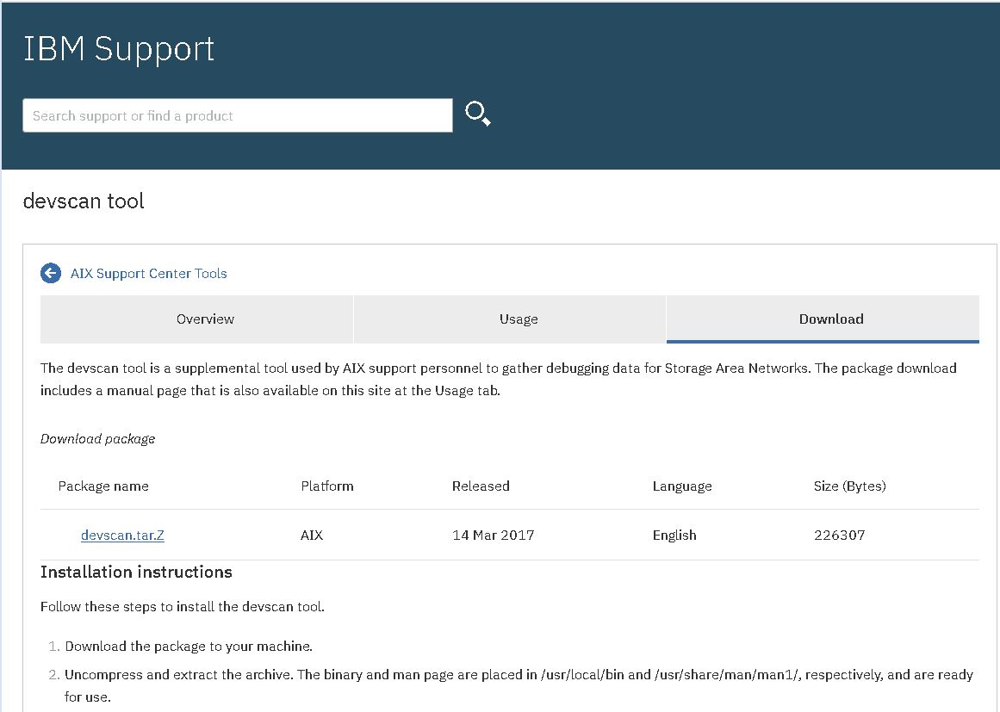 IBM Support
Search support or find a product
devscan tool
AIX Support Center Tools
Overview
Usage
Download
The devscan tool is a supplemental tool used by AIX support personnel to gather debugging data for Storage Area Networks. The package download
includes a manual page that is also available on this site at the Usage tab.
Download package
Package name Platform Released Language Size (Bytes)
devscan.tar.Z AIX 14 Mar 2017 English 226307
Installation instructions
Follow these steps to install the devscan tool.
1. Download the package to your machine.
2. Uncompress and extract the archive. The binary and man page are placed in /usr/local/bin and /usr/share/man/man1/, respectively, and are ready
for use.